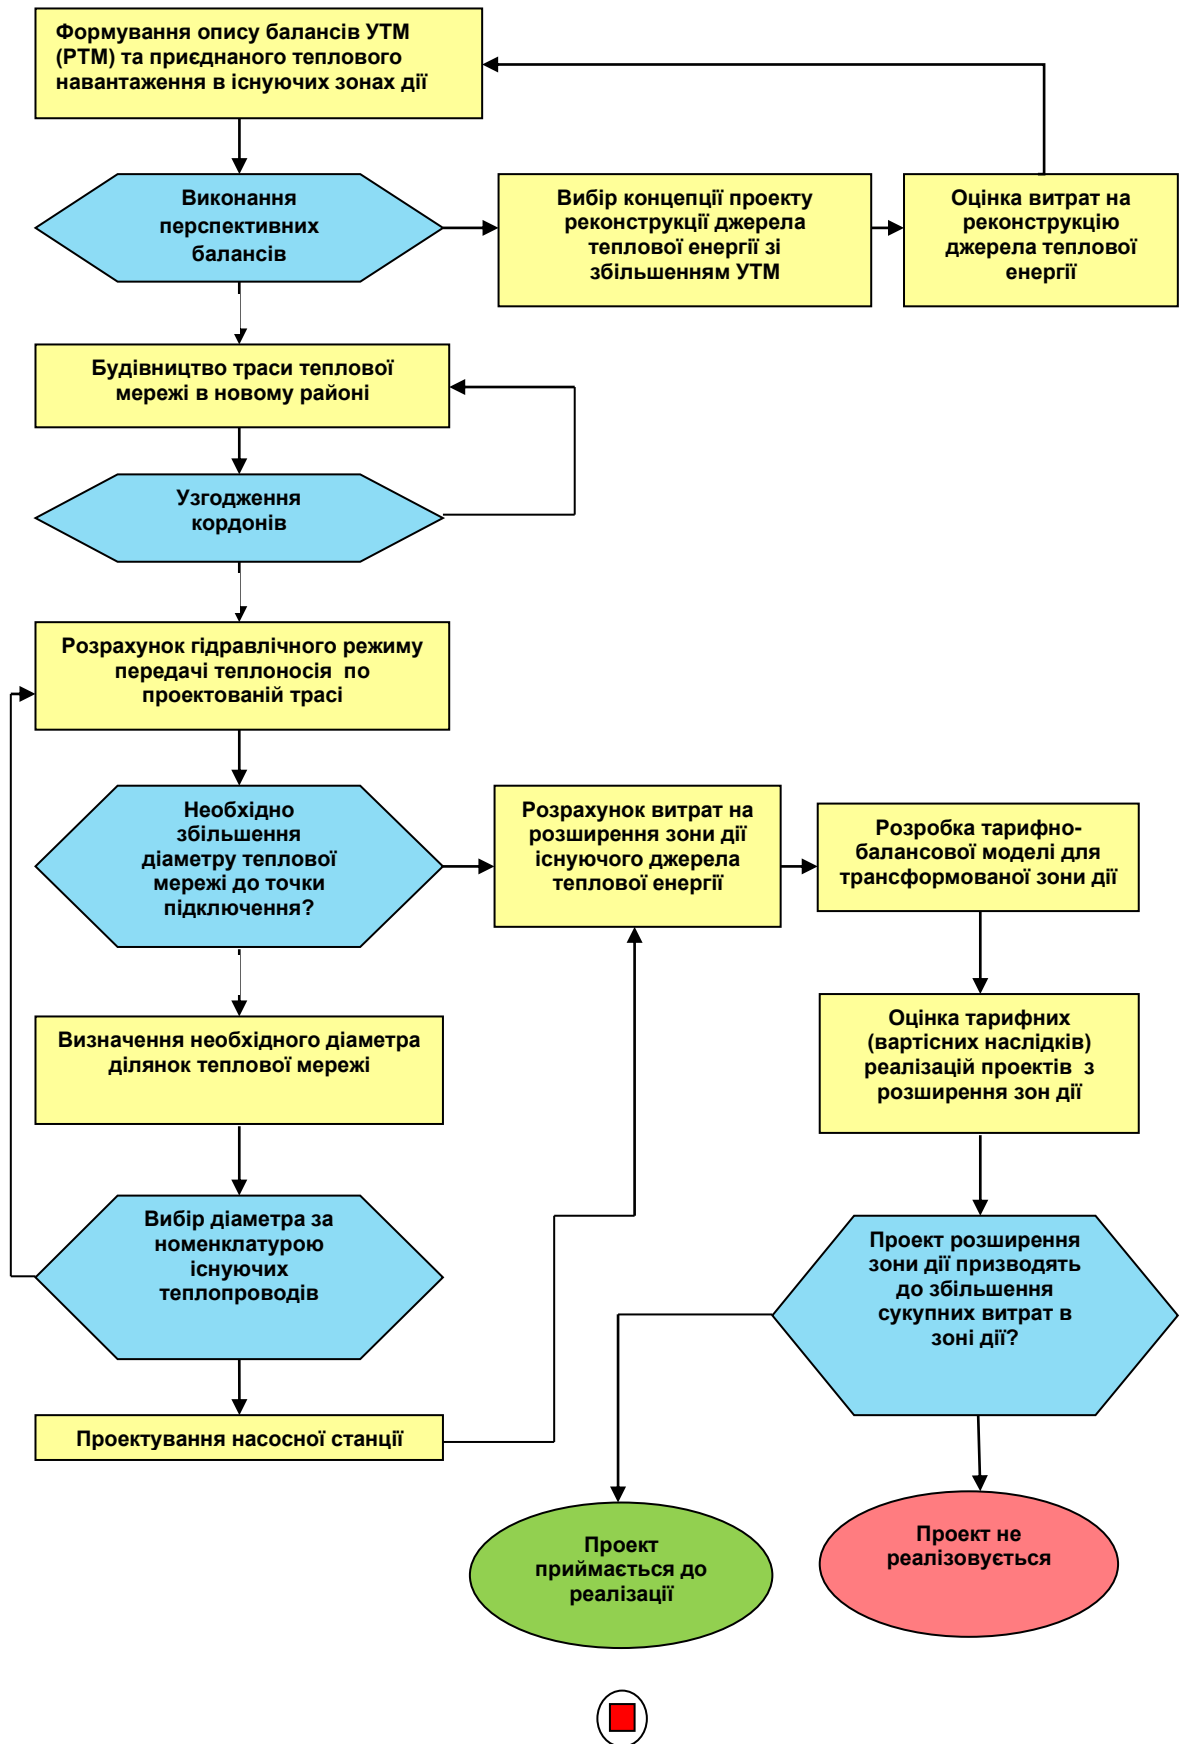 Формування опису балансів УТМ
(РТМ) та приєднаного теплового
навантаження в існуючих зонах дії
Виконання
перспективних
балансів
Вибір концепції проекту
реконструкції джерела
теплової енергії зі
збільшенням УТМ
Оцінка витрат на
реконструкцію
джерела теплової
енергії
Будівництво траси теплової
мережі в новому районі
Узгодження
кордонів
Розрахунок гідравлічного режиму
передачі теплоносія по
проектованій трасі
Необхідно
збільшення
діаметру теплової
мережі до точки
підключення?
Розрахунок витрат на
розширення зони дії
існуючого джерела
теплової енергії
Розробка тарифно-
балансової моделі для
трансформованої зони дії
Визначення необхідного діаметра
ділянок теплової мережі
Оцінка тарифних
(вартісних наслідків)
реалізацій проектів з
розширення зон дії
Вибір діаметра за
номенклатурою
існуючих
теплопроводів
Проект розширення
зони дії призводять
до збільшення
сукупних витрат в
зоні дії?
Проектування насосної станції
Проект
приймається до
реалізації
Проект не
реалізовується